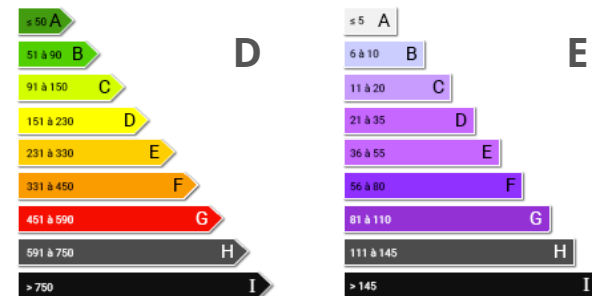 ≤ 50 A
51 à 90 B
91 à 150 C
151 à 230 D
231 à 330 E
331 à 450 F
451 à 590 G
591 à 750 H
> 750 I
D
≤ 5 A
6 à 10 B
11 à 20 C
21 à 35 D
36 à 55 E
56 à 80 F
81 à 110 G
111 à 145 H
> 145 I
E